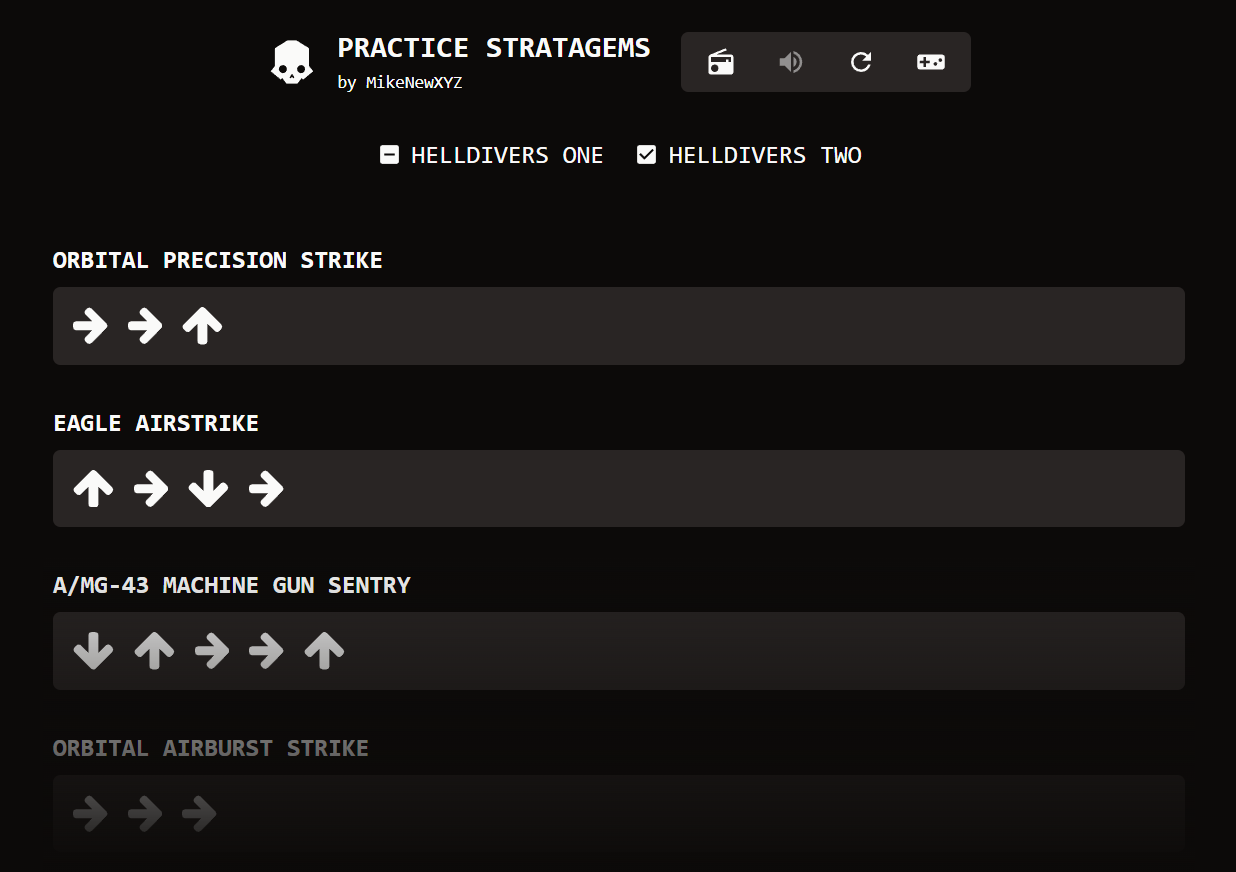 PRACTICE STRATAGEMS
by MikeNewXYZ
HELLDIVERS ONE
HELLDIVERS TWO
ORBITAL PRECISION STRIKE
EAGLE AIRSTRIKE
A/MG-43 MACHINE GUN SENTRY
ORBITAL AIRBURST STRIKE